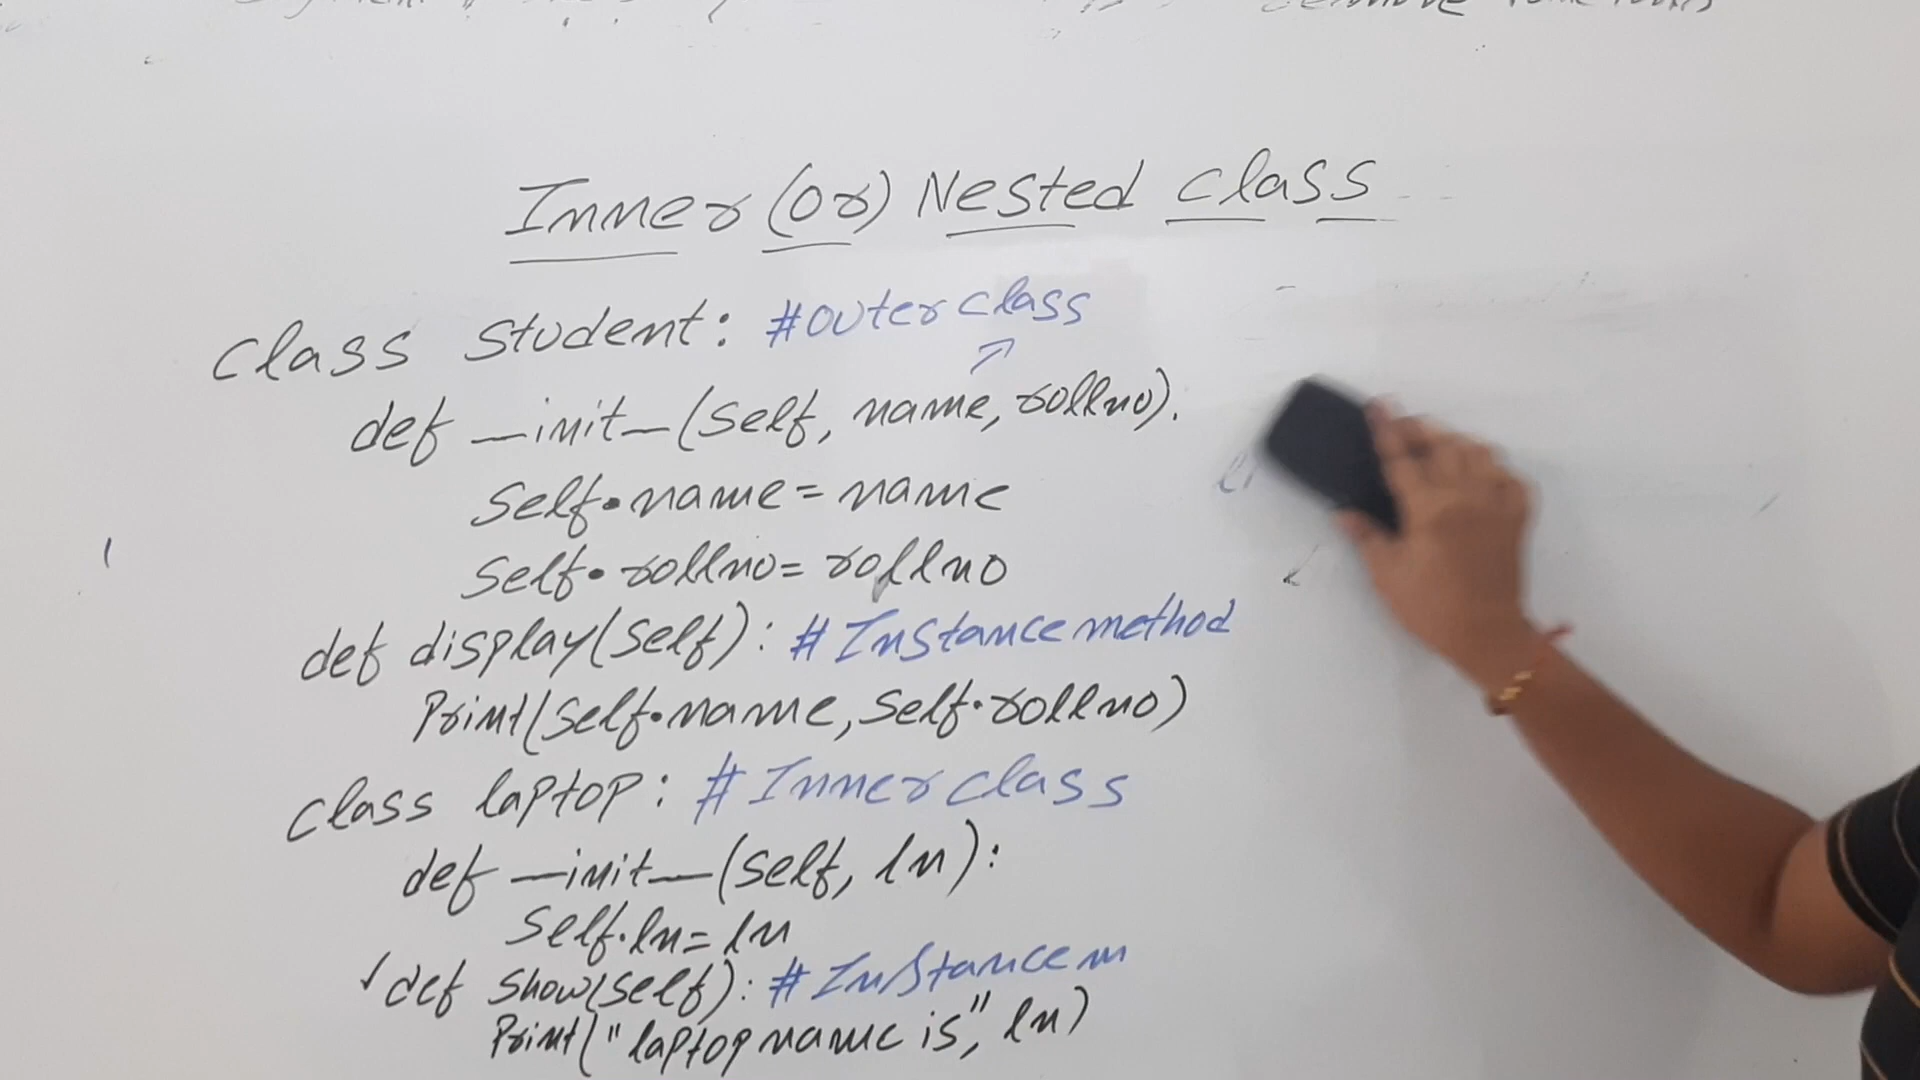 Inner (or) Nested class
class student: #outer class
def __init__(self, name, rollno).
self.name = name
self.rollno = rollno
def display(self): # Instance method
Print(self.name, self.rollno)
class laptop: # Inner class
def __init__(self, ln):
self.ln = ln
def show(self): # Instance m
Print("laptop name is", ln)